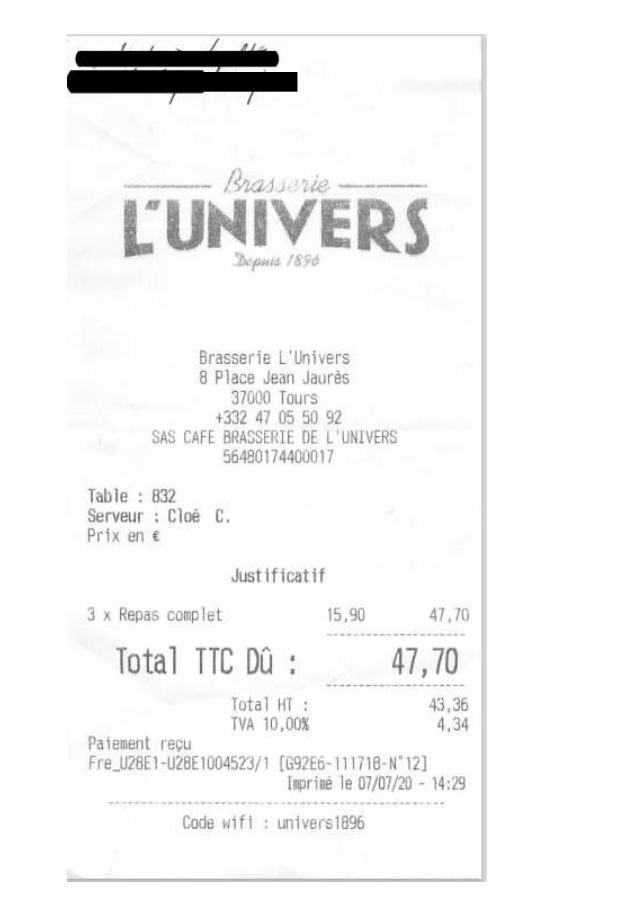 Brasserie
L'UNIVERS
Depuis 1896
Brasserie L'Univers
8 Place Jean Jaurès
37000 Tours
+332 47 05 50 92
SAS CAFE BRASSERIE DE L'UNIVERS
56480174400017
Table : 832
Serveur : Cloé C.
Prix en €
Justificatif
3 x Repas complet 15,90 47,70
Total TTC Dû : 47,70
Total HT : 43,36
TVA 10,00% 4,34
Paiement reçu
Fre_U28E1-U28E1004523/1 [G92E6-111718-N°12]
Imprimé le 07/07/20 - 14:29
Code wifi : univers1896